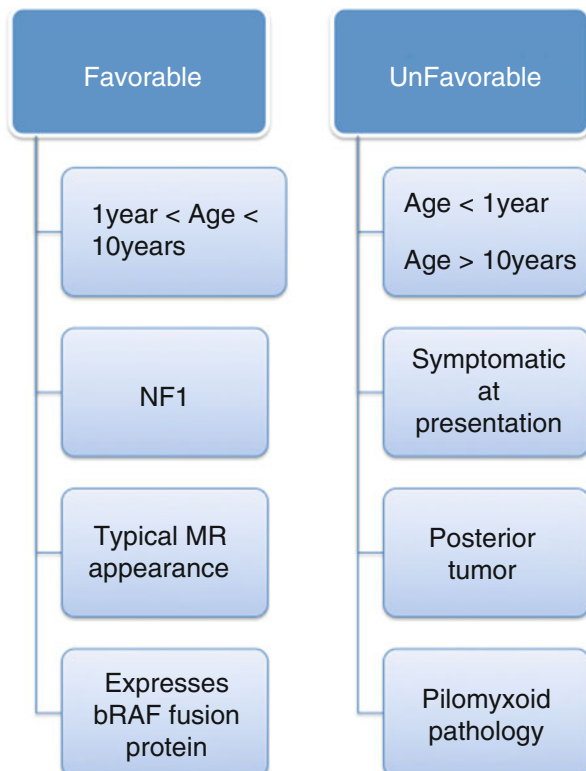 Favorable
1year < Age <
10years
NF1
Typical MR
appearance
Expresses
bRAF fusion
protein
UnFavorable
Age < 1year
Age > 10years
Symptomatic
at
presentation
Posterior
tumor
Pilomyxoid
pathology